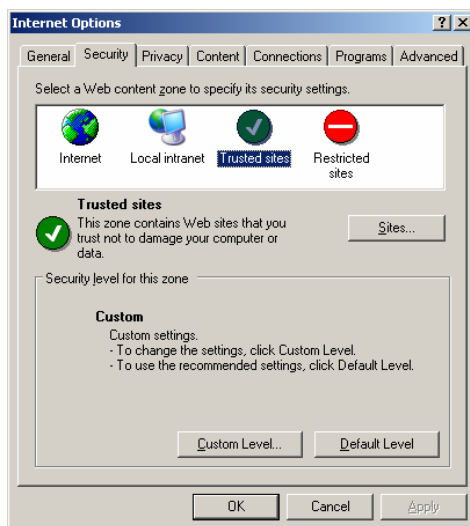 Internet Options
General Security Privacy Content Connections Programs Advanced
Select a Web content zone to specify its security settings.
Internet Local intranet Trusted sites Restricted sites
Trusted sites
This zone contains Web sites that you
trust not to damage your computer or
data.
Sites...
Security level for this zone
Custom
Custom settings.
- To change the settings, click Custom Level.
- To use the recommended settings, click Default Level.
Custom Level... Default Level
OK Cancel Apply